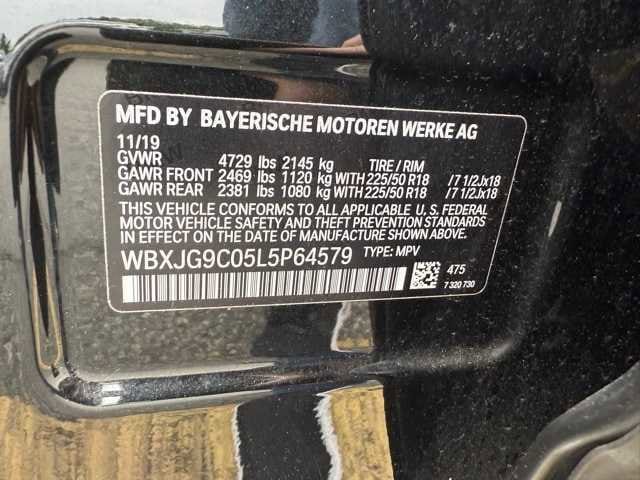 MFD BY BAYERISCHE MOTOREN WERKE AG
11/19
GVWR 4729 lbs 2145 kg TIRE / RIM
GAWR FRONT 2469 lbs 1120 kg WITH 225/50 R18 /7 1/2Jx18
GAWR REAR 2381 lbs 1080 kg WITH 225/50 R18 /7 1/2Jx18
THIS VEHICLE CONFORMS TO ALL APPLICABLE U. S. FEDERAL
MOTOR VEHICLE SAFETY AND THEFT PREVENTION STANDARDS
IN EFFECT ON THE DATE OF MANUFACTURE SHOWN ABOVE.
WBXJG9C05L5P64579 TYPE: MPV
475
7 320 730